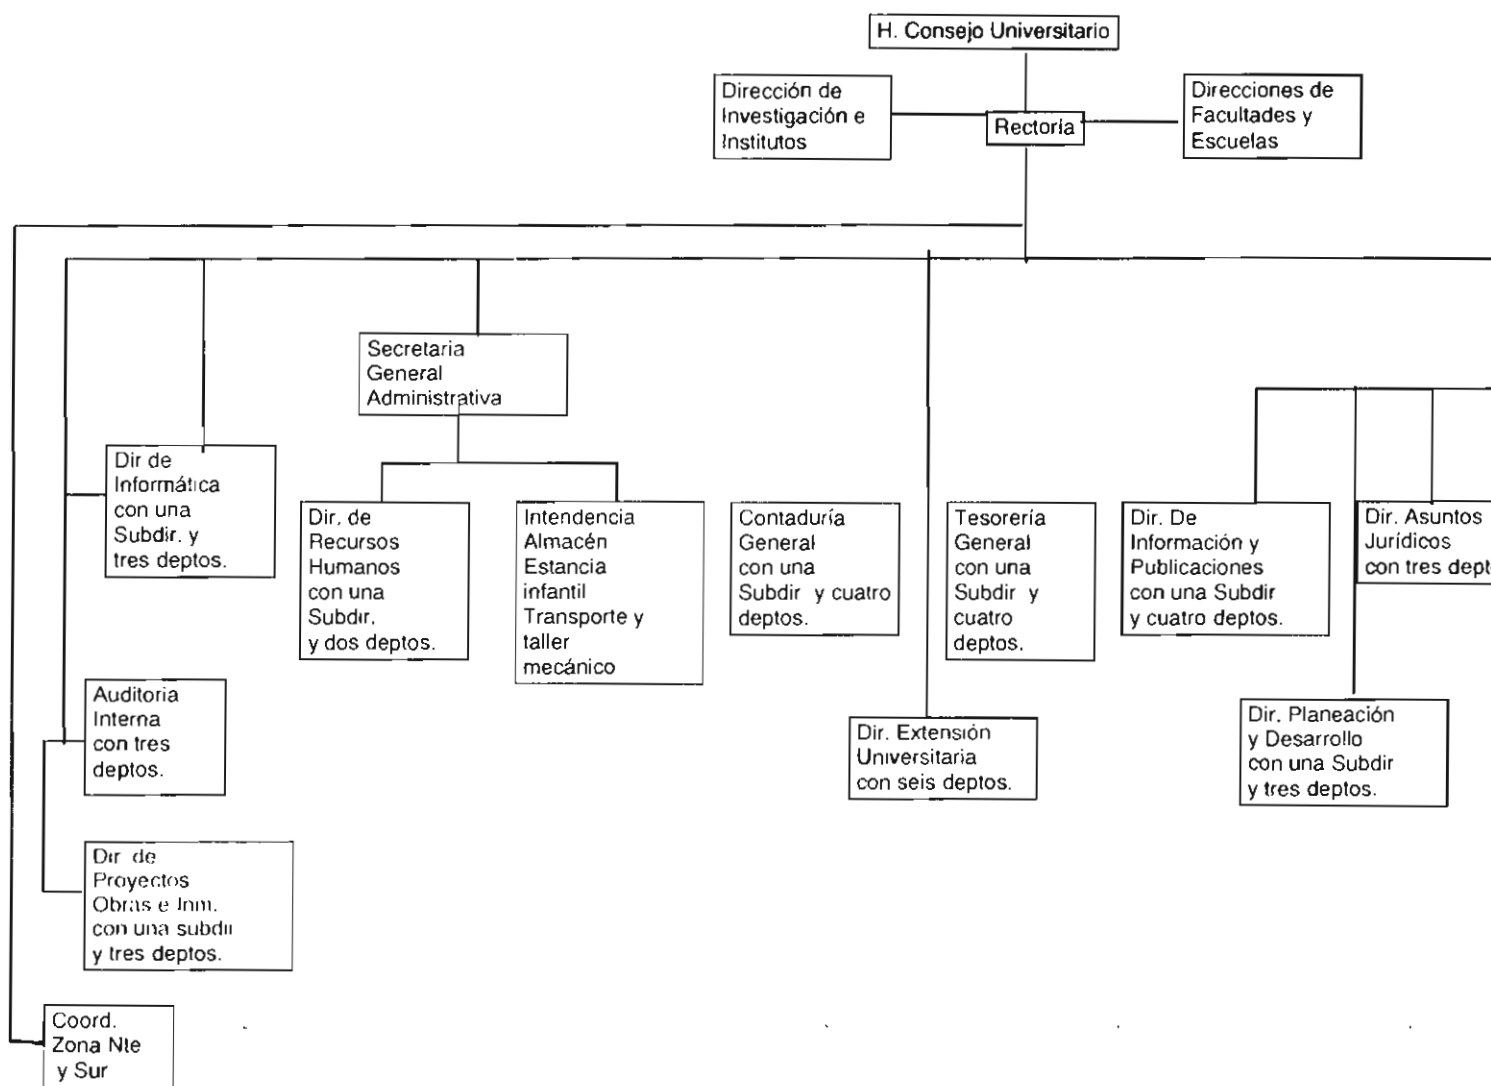 H. Consejo Universitario
Dirección de
Investigación e
Institutos
Rectoría
Direcciones de
Facultades y
Escuelas
Secretaria
General
Administrativa
Dir de
Informática
con una
Subdir. y
tres deptos.
Dir. de
Recursos
Humanos
con una
Subdir.
y dos deptos.
Intendencia
Almacén
Estancia
infantil
Transporte y
taller
mecánico
Contaduría
General
con una
Subdir y cuatro
deptos.
Tesorería
General
con una
Subdir y
cuatro
deptos.
Dir. De
Información y
Publicaciones
con una Subdir
y cuatro deptos.
Dir. Asuntos
Jurídicos
con tres dept
Auditoria
Interna
con tres
deptos.
Dir. Extensión
Universitaria
con seis deptos.
Dir. Planeación
y Desarrollo
con una Subdir
y tres deptos.
Dir de
Proyectos
Obras e Inm.
con una subdir
y tres deptos.
Coord.
Zona Nte
y Sur